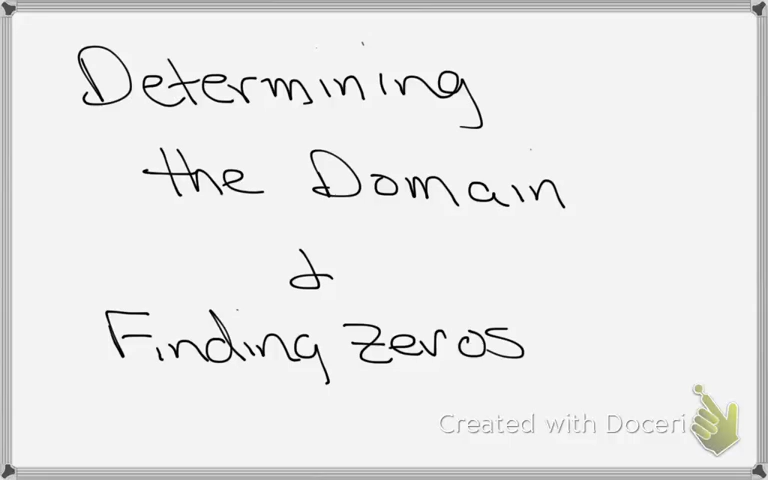 Determining
the Domain
&
Finding zeros
Created with Doceri